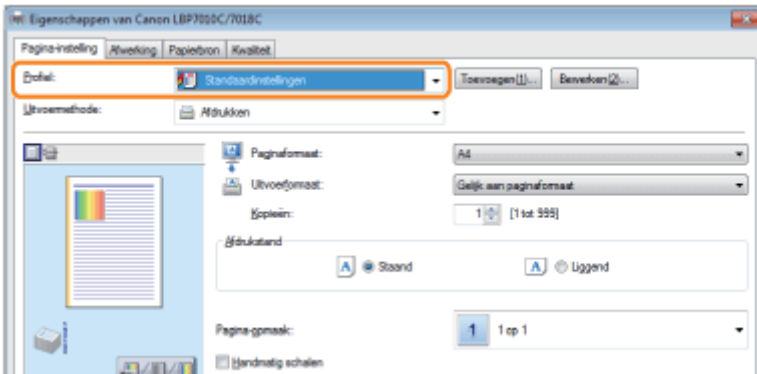 Eigenschappen van Canon LBP7010C/7018C
Pagina-instelling Afwerking Papierbron Kwaliteit
Profiel: Standaardinstellingen Toevoegen(1)... Bewerken(2)...
Uitvoermethode: Afdrukken
Paginaformaat: A4
Uitvoerformaat: Gelijk aan paginaformaat
Kopieën: 1 [1 tot 999]
Afdrukstand
A Staand A Liggend
Pagina-opmaak: 1 1 op 1
Handmatig schalen